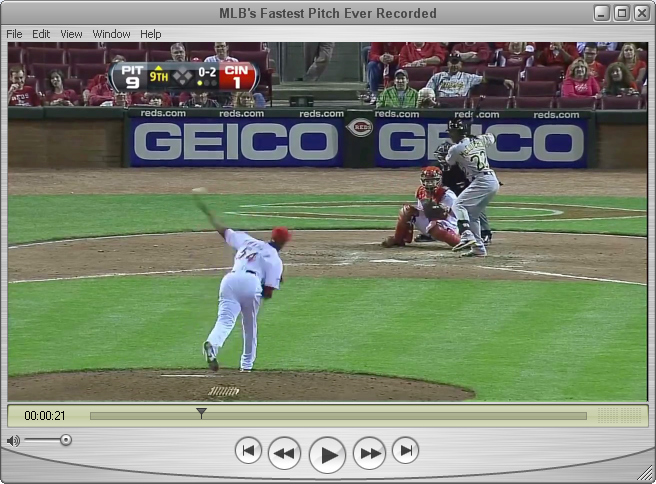 MLB's Fastest Pitch Ever Recorded
File Edit View Window Help
PIT 9TH 0-2 CIN
9 1
reds.com reds.com reds.com reds.com
GEICO REDS GEICO
22
54
00:00:21